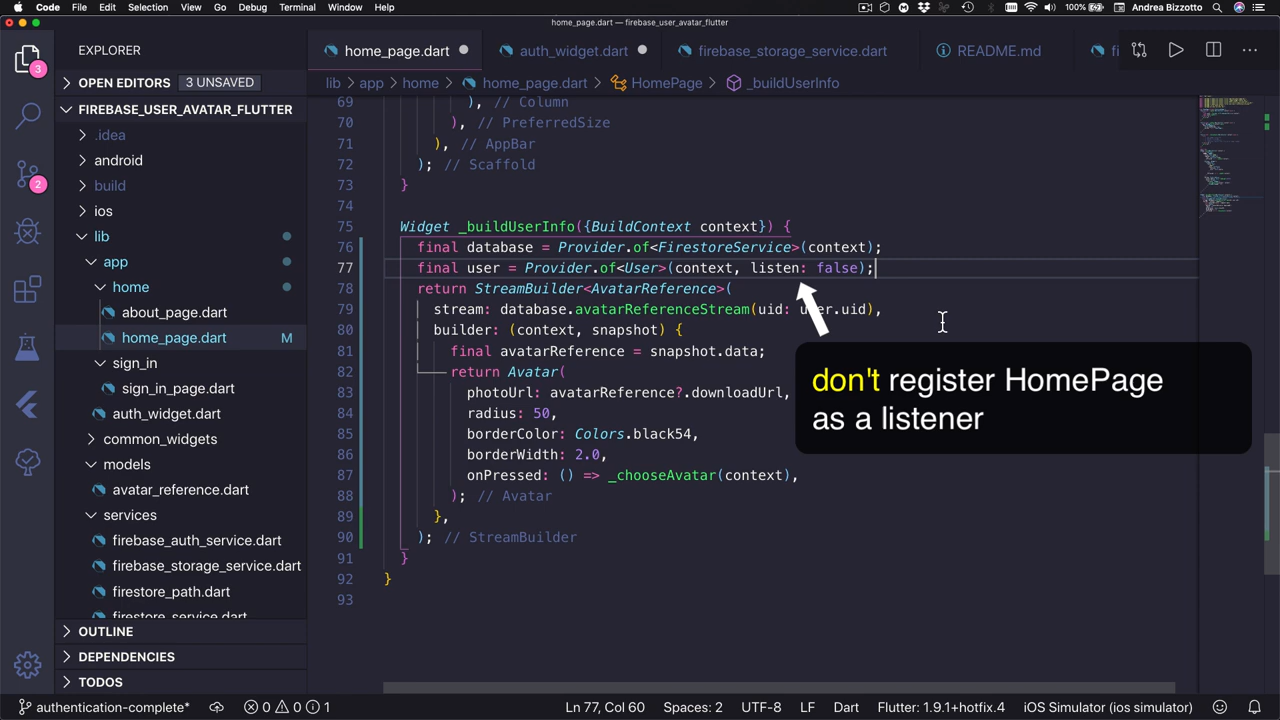 Code File Edit Selection View Go Debug Terminal Window Help 100% Andrea Bizzotto
home_page.dart — firebase_user_avatar_flutter
EXPLORER
home_page.dart
auth_widget.dart
firebase_storage_service.dart
README.md
fi
OPEN EDITORS 3 UNSAVED
lib > app > home > home_page.dart > HomePage > _buildUserInfo
FIREBASE_USER_AVATAR_FLUTTER
.idea
android
build
ios
lib
app
home
about_page.dart
home_page.dart M
sign_in
sign_in_page.dart
auth_widget.dart
common_widgets
models
avatar_reference.dart
services
firebase_auth_service.dart
firebase_storage_service.dart
firestore_path.dart
firestore_service.dart
OUTLINE
DEPENDENCIES
TODOS
3
2
69 ), // Column
70 ), // PreferredSize
71 ), // AppBar
72 ); // Scaffold
73 }
74
75 Widget _buildUserInfo({BuildContext context}) {
76 final database = Provider.of<FirestoreService>(context);
77 final user = Provider.of<User>(context, listen: false);
78 return StreamBuilder<AvatarReference>(
79 stream: database.avatarReferenceStream(uid: user.uid),
80 builder: (context, snapshot) {
81 final avatarReference = snapshot.data;
82 return Avatar(
83 photoUrl: avatarReference?.downloadUrl,
84 radius: 50,
85 borderColor: Colors.black54,
86 borderWidth: 2.0,
87 onPressed: () => _chooseAvatar(context),
88 ); // Avatar
89 },
90 ); // StreamBuilder
91 }
92 }
93
don't register HomePage
as a listener
authentication-complete* 0 0 1 Ln 77, Col 60 Spaces: 2 UTF-8 LF Dart Flutter: 1.9.1+hotfix.4 iOS Simulator (ios simulator)